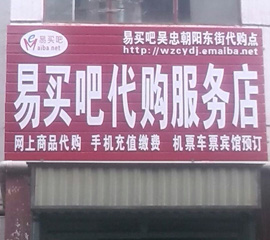 易买吧
aiba.net
易买吧吴忠朝阳东街代购点
http://wzcydj.emaiba.net
易买吧代购服务店
网上商品代购 手机充值缴费 机票车票宾馆预订